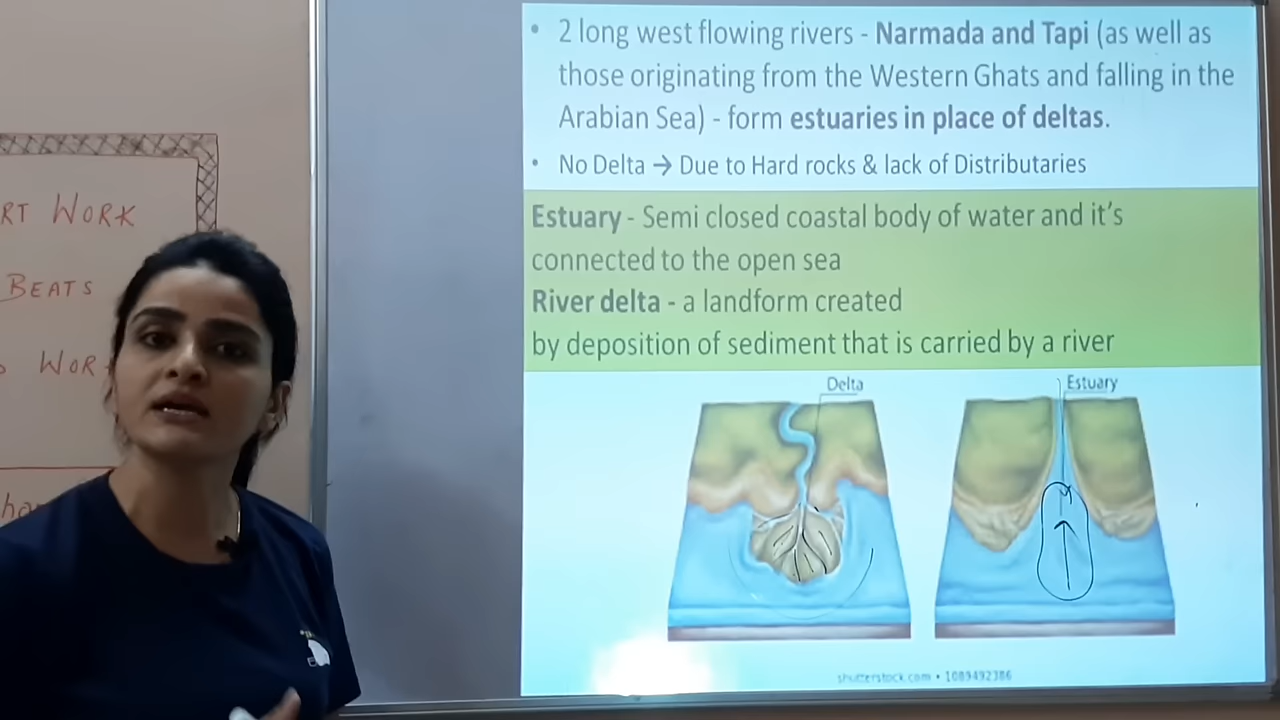 RT WORK
BEATS
WOR
hor
• 2 long west flowing rivers - Narmada and Tapi (as well as
those originating from the Western Ghats and falling in the
Arabian Sea) - form estuaries in place of deltas.
• No Delta → Due to Hard rocks & lack of Distributaries
Estuary - Semi closed coastal body of water and it's
connected to the open sea
River delta - a landform created
by deposition of sediment that is carried by a river
Delta
Estuary
shutterstock.com • 1089492386